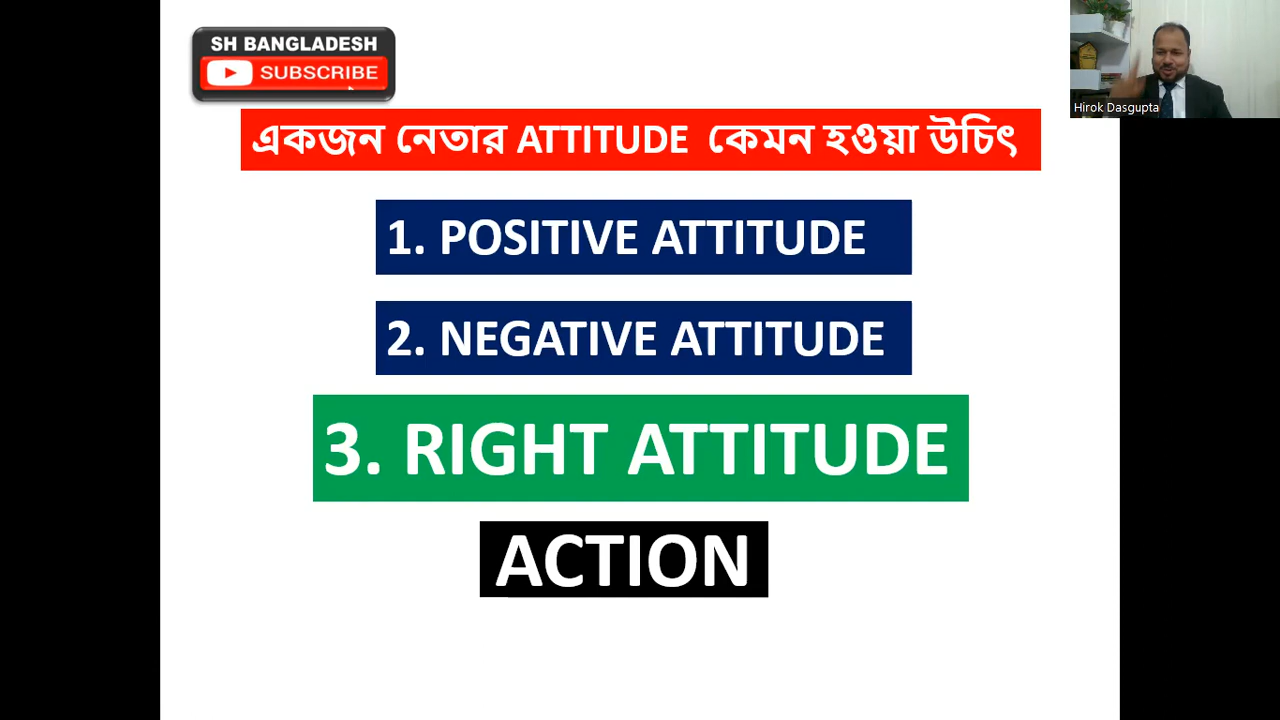 SH BANGLADESH
SUBSCRIBE
Hirok Dasgupta
একজন নেতার ATTITUDE কেমন হওয়া উচিৎ
1. POSITIVE ATTITUDE
2. NEGATIVE ATTITUDE
3. RIGHT ATTITUDE
ACTION